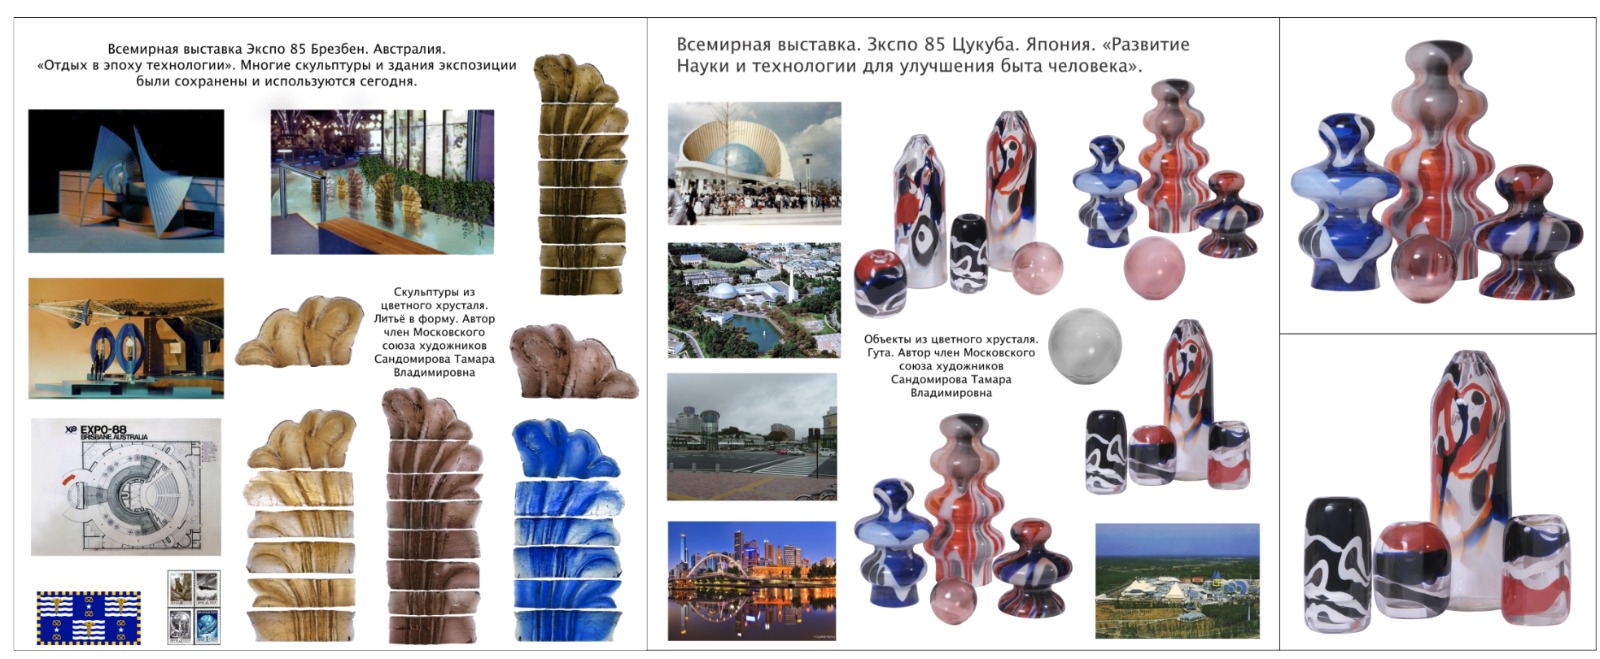 Всемирная выставка Экспо 85 Брезбен. Австралия.
«Отдых в эпоху технологии». Многие скульптуры и здания экспозиции
были сохранены и используются сегодня.
Скульптуры из
цветного хрусталя.
Литьё в форму. Автор
член Московского
союза художников
Сандомирова Тамара
Владимировна
EXPO-88
BRISBANE AUSTRALIA
Всемирная выставка. Зкспо 85 Цукуба. Япония. «Развитие
Науки и технологии для улучшения быта человека».
Объекты из цветного хрусталя.
Гута. Автор член Московского
союза художников
Сандомирова Тамара
Владимировна